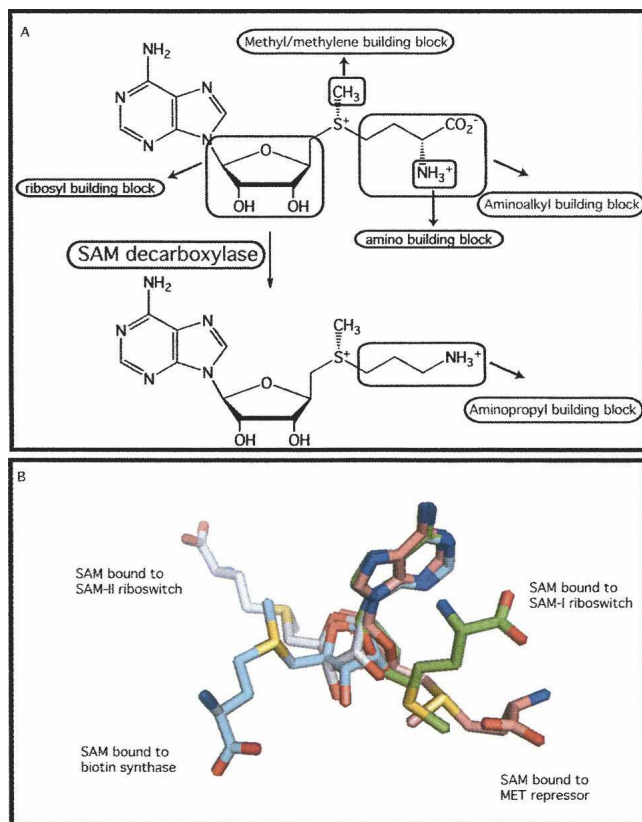 A
Methyl/methylene building block
NH₂
CH₃
N
N
N
N
S⁺
CO₂⁻
O
NH₃⁺
ribosyl building block
OH
OH
Aminoalkyl building block
amino building block
SAM decarboxylase
NH₂
N
N
N
N
CH₃
S⁺
NH₃⁺
O
Aminopropyl building block
OH
OH
B
SAM bound to
SAM-II riboswitch
SAM bound to
SAM-I riboswitch
SAM bound to
biotin synthase
SAM bound to
MET repressor